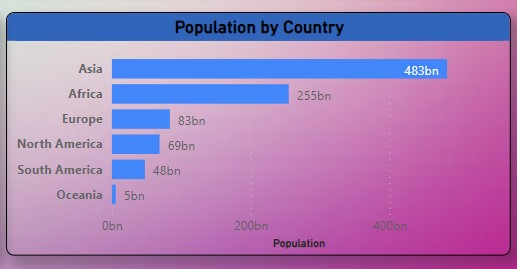 Population by Country
Asia 483bn
Africa 255bn
Europe 83bn
North America 69bn
South America 48bn
Oceania 5bn
0bn 200bn 400bn
Population